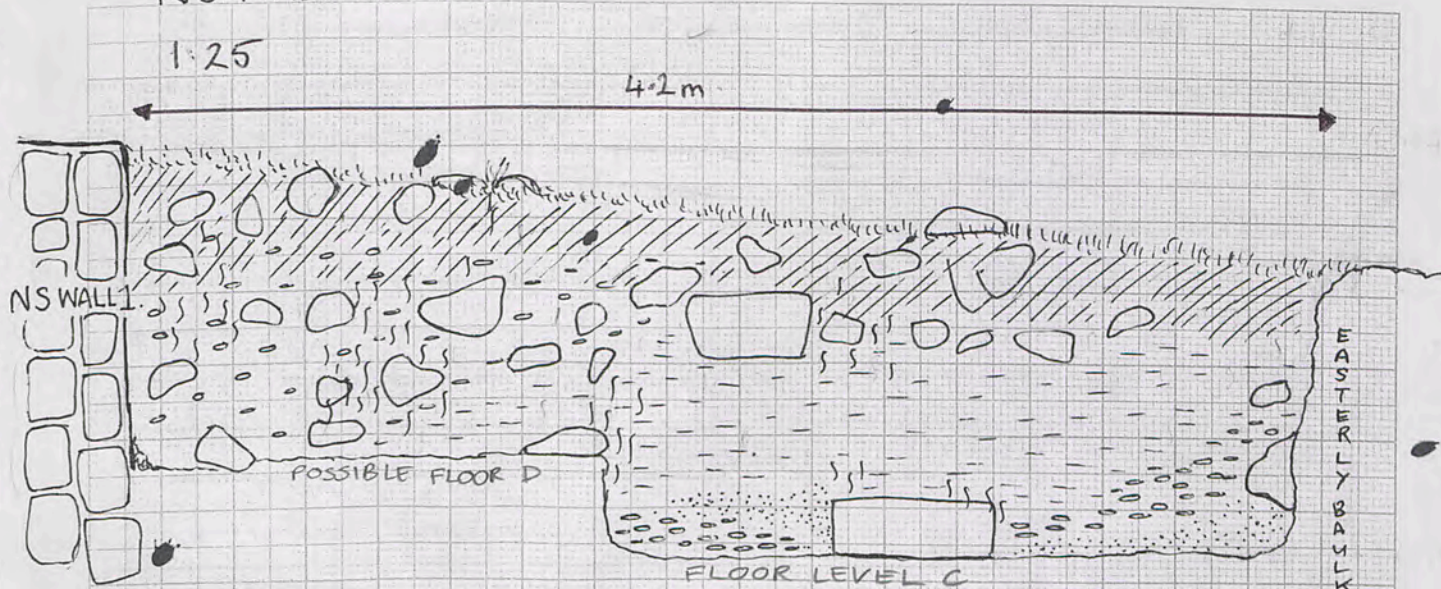 1:25
4.2m
NS WALL 1.
POSSIBLE FLOOR D
FLOOR LEVEL C
EASTERLY BAULK